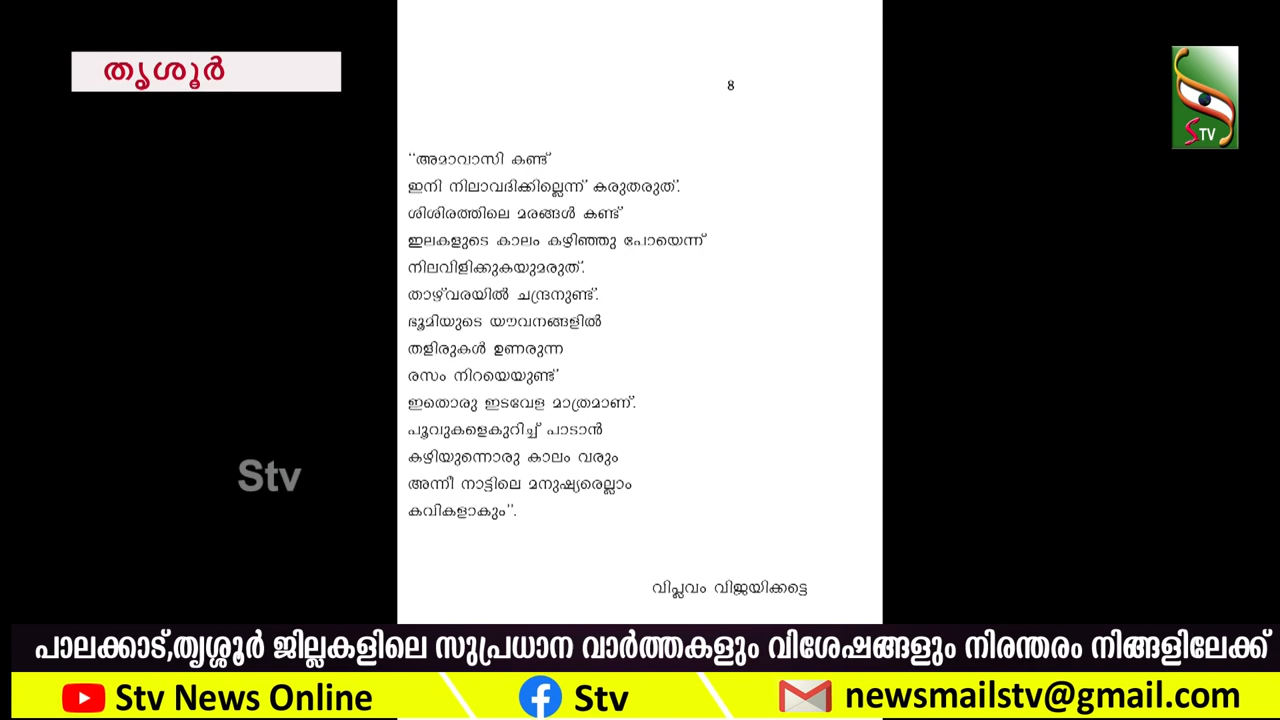 തൃശൂർ
STV
8
"അമാവാസി കണ്ട്
ഇനി നിലാവദിക്കില്ലെന്ന് കരുതരുത്.
ശിശിരത്തിലെ മരങ്ങൾ കണ്ട്
ഇലകളുടെ കാലം കഴിഞ്ഞു പോയെന്ന്
നിലവിളിക്കുകയുമരുത്.
താഴ്‌വരയിൽ ചന്ദ്രനുണ്ട്.
ഭൂമിയുടെ യൗവനങ്ങളിൽ
തളിരുകൾ ഉണരുന്ന
രസം നിറയെയുണ്ട്
ഇതൊരു ഇടവേള മാത്രമാണ്.
പൂവുകളെകുറിച്ച് പാടാൻ
കഴിയുന്നൊരു കാലം വരും
അന്നീ നാട്ടിലെ മനുഷ്യരെല്ലാം
കവികളാകും".
Stv
വിപ്ലവം വിജയിക്കട്ടെ
പാലക്കാട്,തൃശ്ശൂർ ജില്ലകളിലെ സുപ്രധാന വാർത്തകളും വിശേഷങ്ങളും നിരന്തരം നിങ്ങളിലേക്ക്
Stv News Online Stv newsmailstv@gmail.com